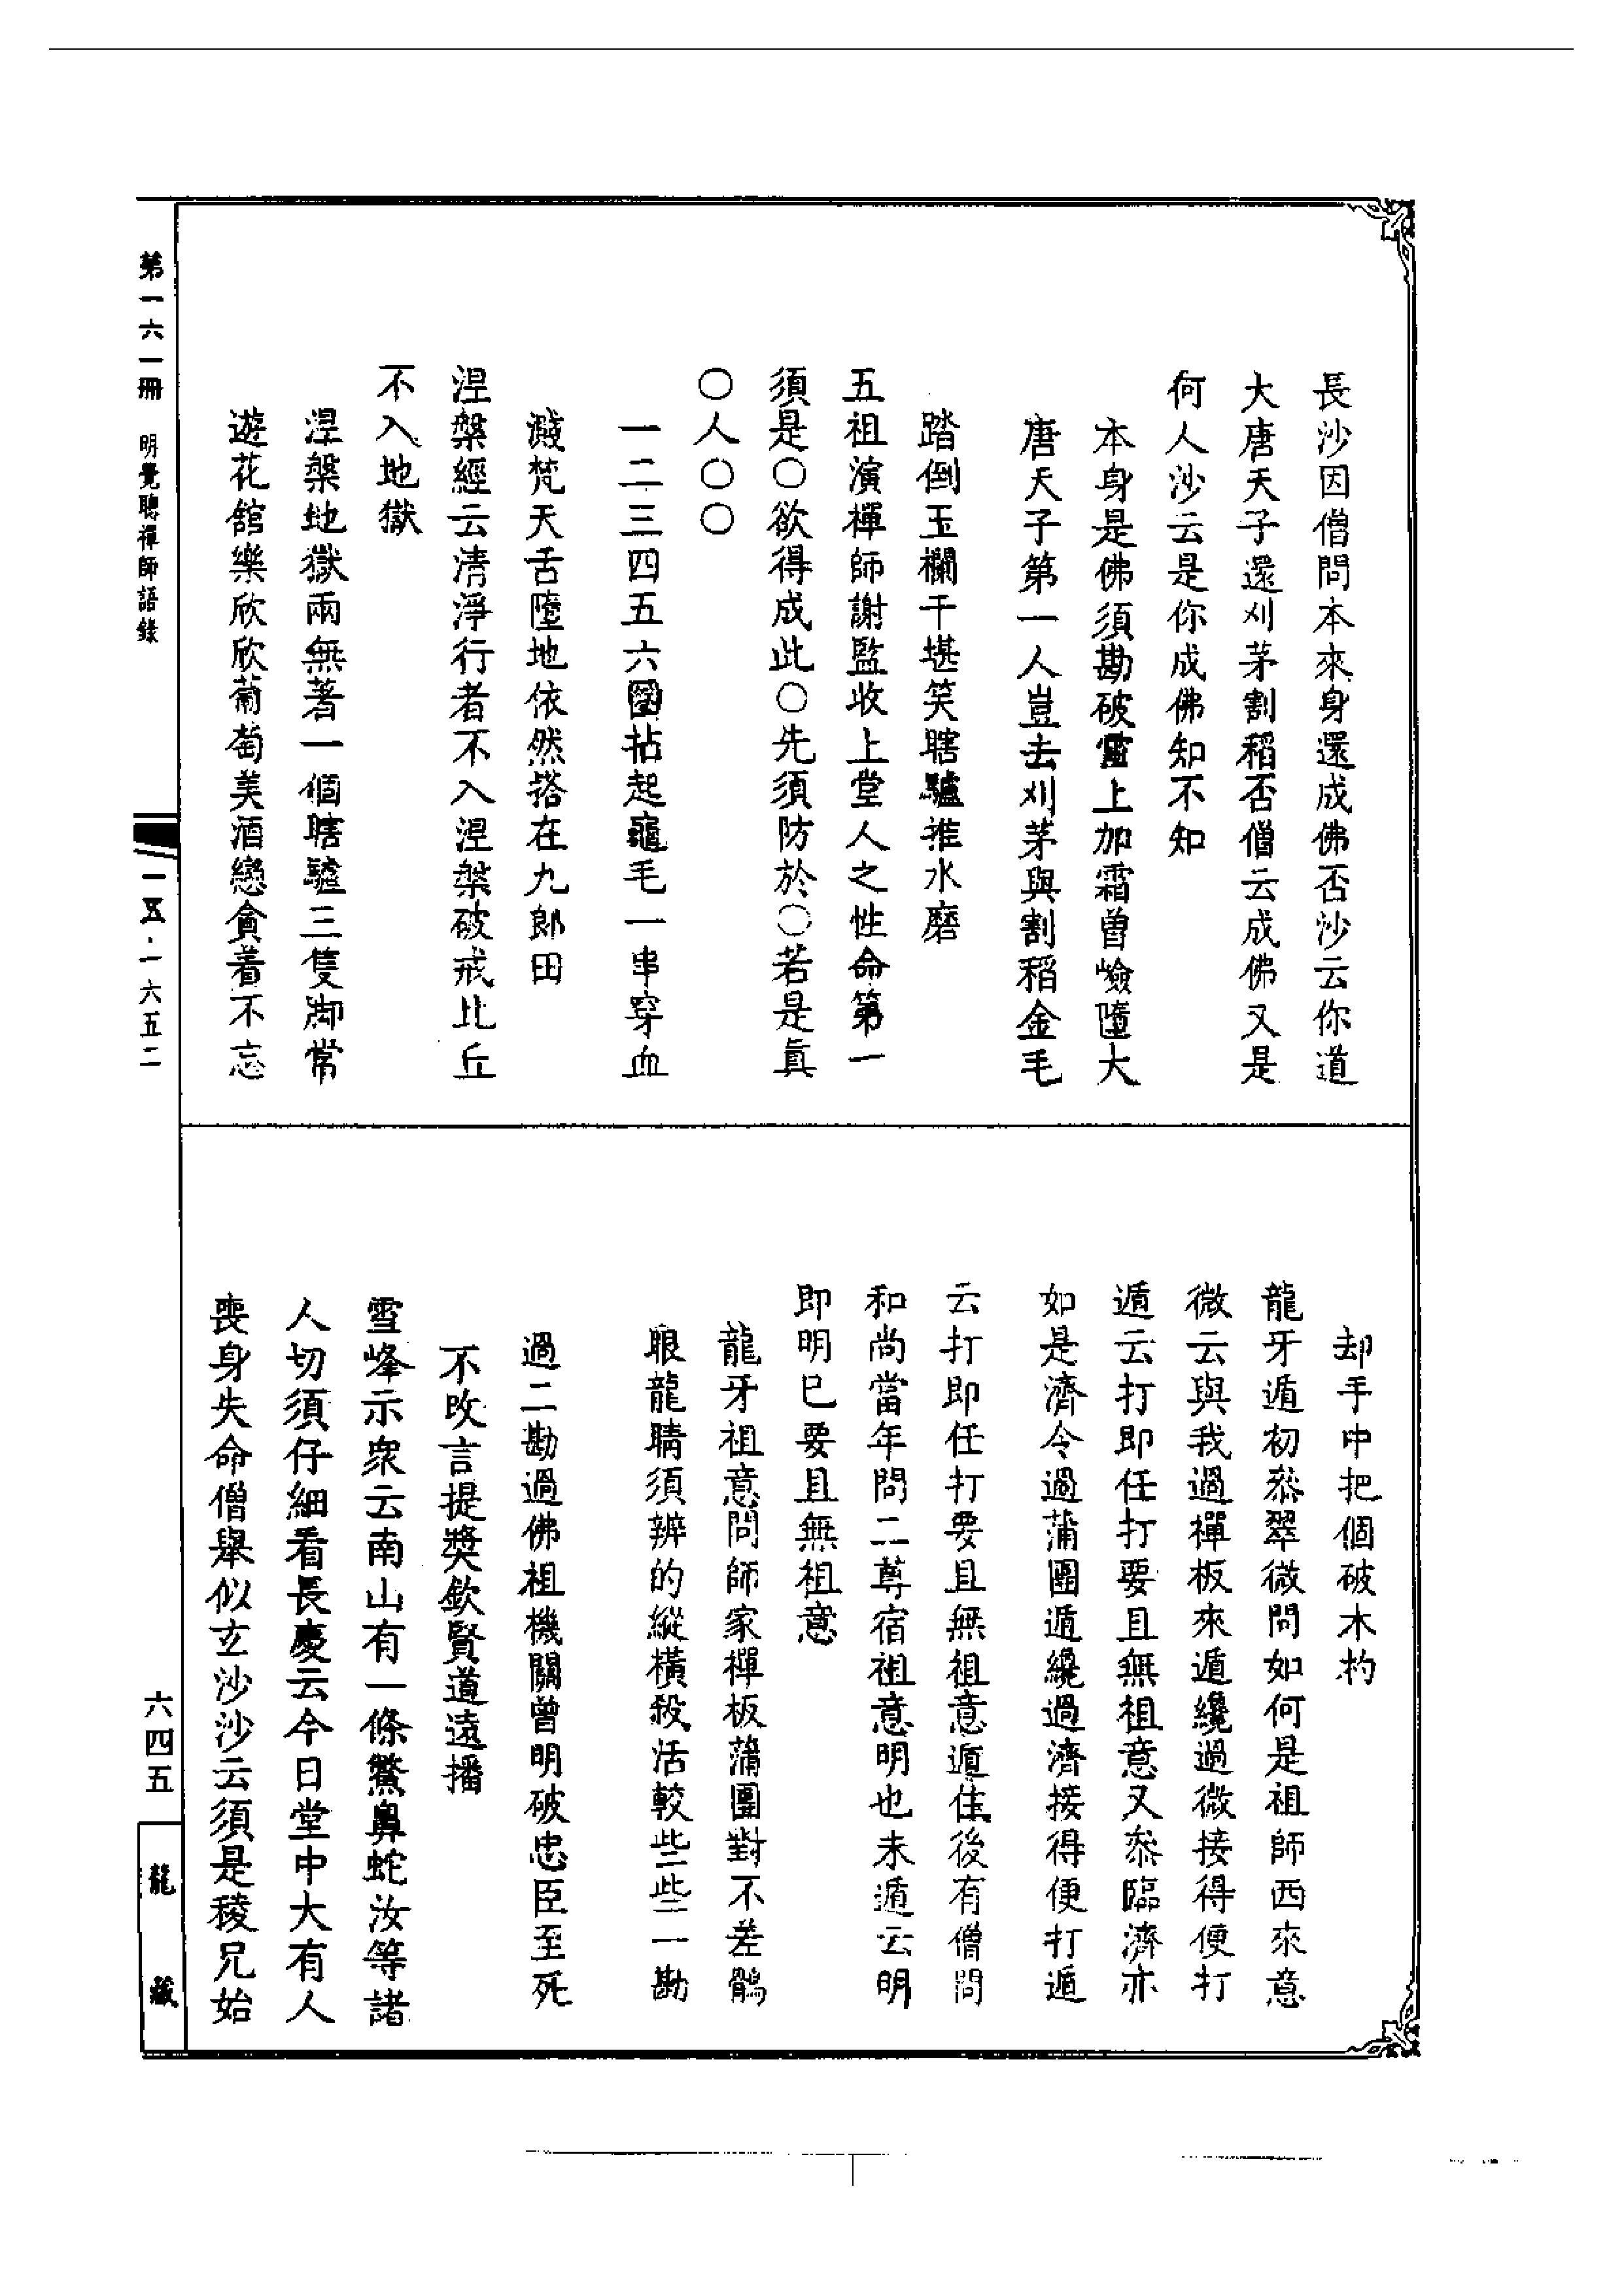 長沙因僧問本來身還成佛否沙云你道
大唐天子還刈茅割稻否僧云成佛又是
何人沙云是你成佛知不知
本身是佛須勘破雪上加霜曾嶮墮大
唐天子第一人豈去刈茅與割稻金毛
踏倒玉欄干堪笑瞎驢推水磨
五祖演禪師謝監收上堂人之性命第一
須是〇欲得成此〇先須防於〇若是眞
〇人〇〇
一二三四五六圈拈起龜毛一串穿血
濺梵天舌墮地依然搭在九郎田
涅槃經云清淨行者不入涅槃破戒比丘
不入地獄
涅槃地獄兩無著一個瞎驢三隻脚常
遊花舘樂欣欣葡萄美酒戀貪着不忘
却手中把個破木杓
龍牙遁初叅翠微問如何是祖師西來意
微云與我過禪板來遁纔過微接得便打
遁云打即任打要且無祖意又叅臨濟亦
如是濟令過蒲團遁纔過濟接得便打遁
云打即任打要且無祖意遁住後有僧問
和尚當年問二尊宿祖意明也未遁云明
即明已要且無祖意
龍牙祖意問師家禪板蒲團對不差鶻
眼龍睛須辨的縱橫殺活較些些一勘
過二勘過佛祖機關曾明破忠臣至死
不改言提獎欽賢道遠播
雪峰示衆云南山有一條鱉鼻蛇汝等諸
人切須仔細看長慶云今日堂中大有人
喪身失命僧舉似玄沙沙云須是稜兄始
第一六一冊 明覺聰禪師語錄
一五·一六五二
六四五
龍藏